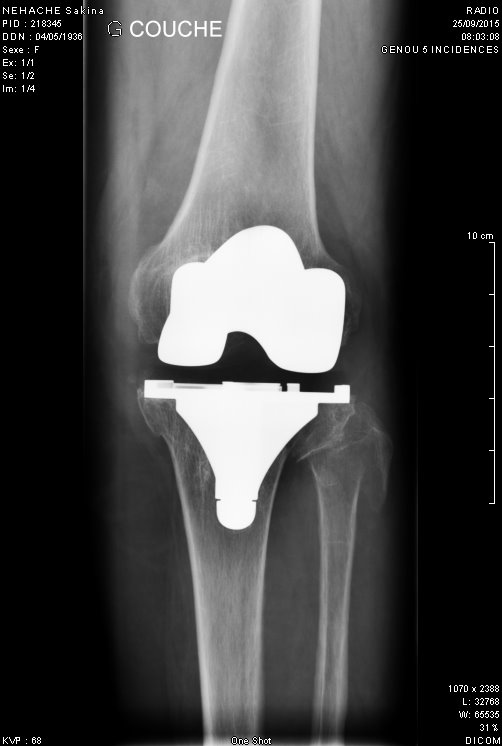 NEHACHE Sakina
PID : 218345
DDN : 04/05/1936
Sexe : F
Ex: 1/1
Se: 1/2
Im: 1/4
G COUCHE
RADIO
25/09/2015
08:03:08
GENOU 5 INCIDENCES
10 cm
1070 x 2388
L: 32768
W: 65535
31 %
DICOM
KVP : 68
One Shot